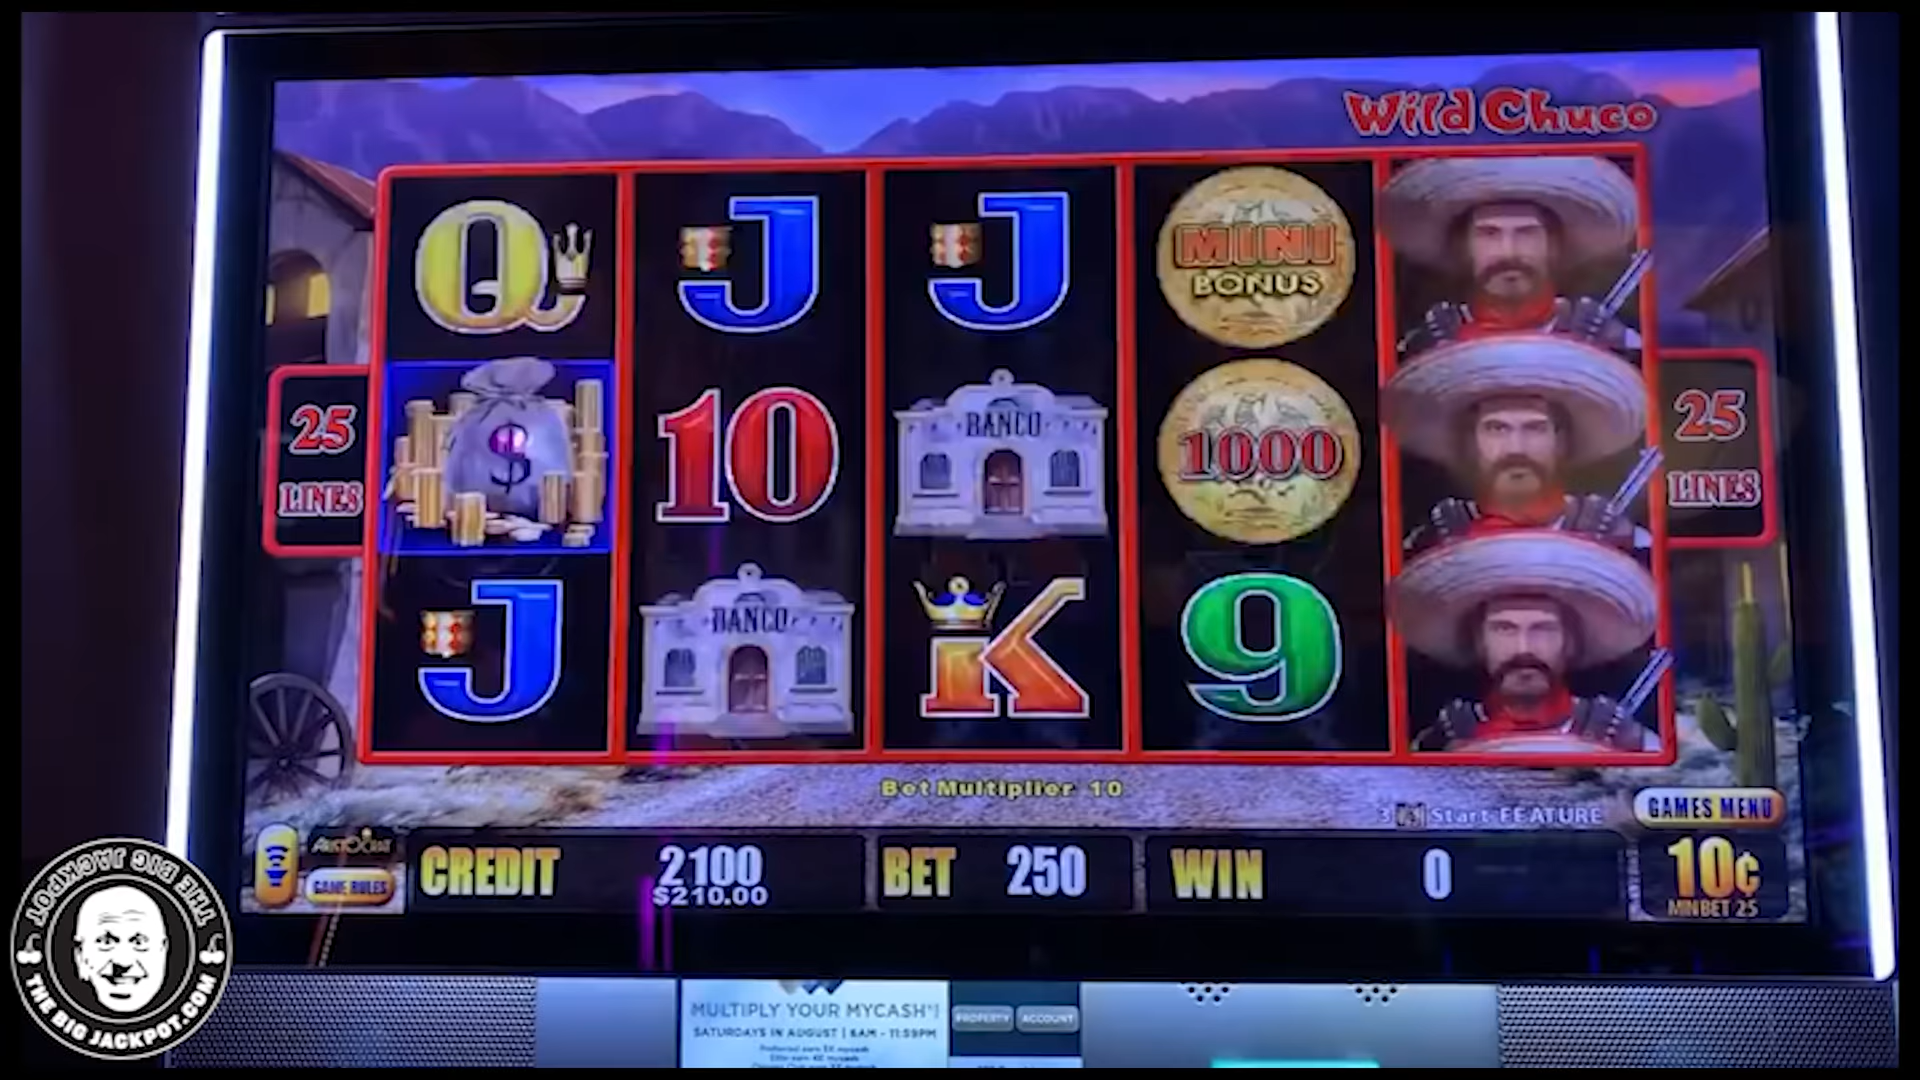 Wild Chuco
Q J J MINI BONUS
25 LINES
$ 10 BANCO 1000
25 LINES
J BANCO K 9
Bet Multiplier 10
3 Start FEATURE
GAMES MENU
ARISTOCRAT
GAME RULES
CREDIT 2100
$210.00
BET 250
WIN 0
10¢
MIN BET 25
THE BIG JACKPOT
THE BIG JACKPOT.COM
MULTIPLY YOUR MYCASH!
SATURDAYS IN AUGUST | 6AM - 11:59PM
PROPERTY ACCOUNT